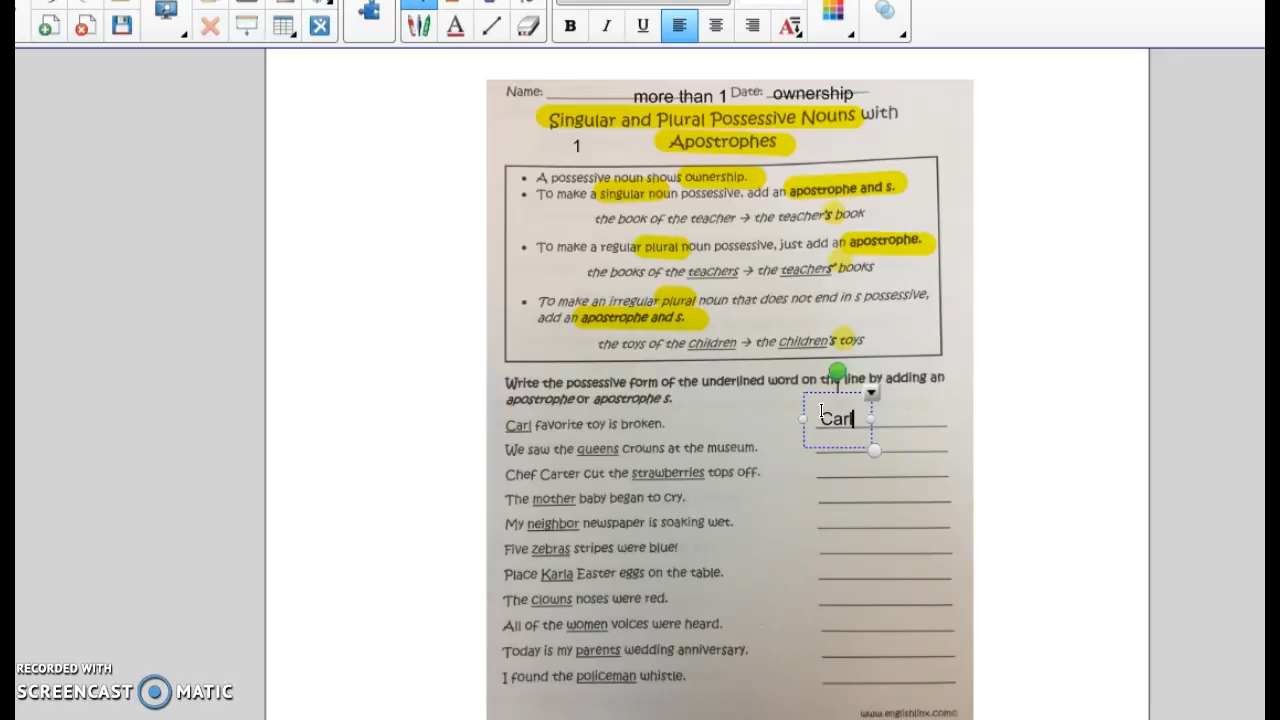 B I U
Name: more than 1 Date: ownership
Singular and Plural Possessive Nouns with
1 Apostrophes
• A possessive noun shows ownership.
• To make a singular noun possessive, add an apostrophe and s.
the book of the teacher → the teacher's book
• To make a regular plural noun possessive, just add an apostrophe.
the books of the teachers → the teachers' books
• To make an irregular plural noun that does not end in s possessive,
add an apostrophe and s.
the toys of the children → the children's toys
Write the possessive form of the underlined word on the line by adding an
apostrophe or apostrophe s.
Carl favorite toy is broken. Carl
We saw the queens crowns at the museum.
Chef Carter cut the strawberries tops off.
The mother baby began to cry.
My neighbor newspaper is soaking wet.
Five zebras stripes were blue!
Place Karla Easter eggs on the table.
The clowns noses were red.
All of the women voices were heard.
Today is my parents wedding anniversary.
I found the policeman whistle.
www.englishlinx.com©
RECORDED WITH
SCREENCAST MATIC